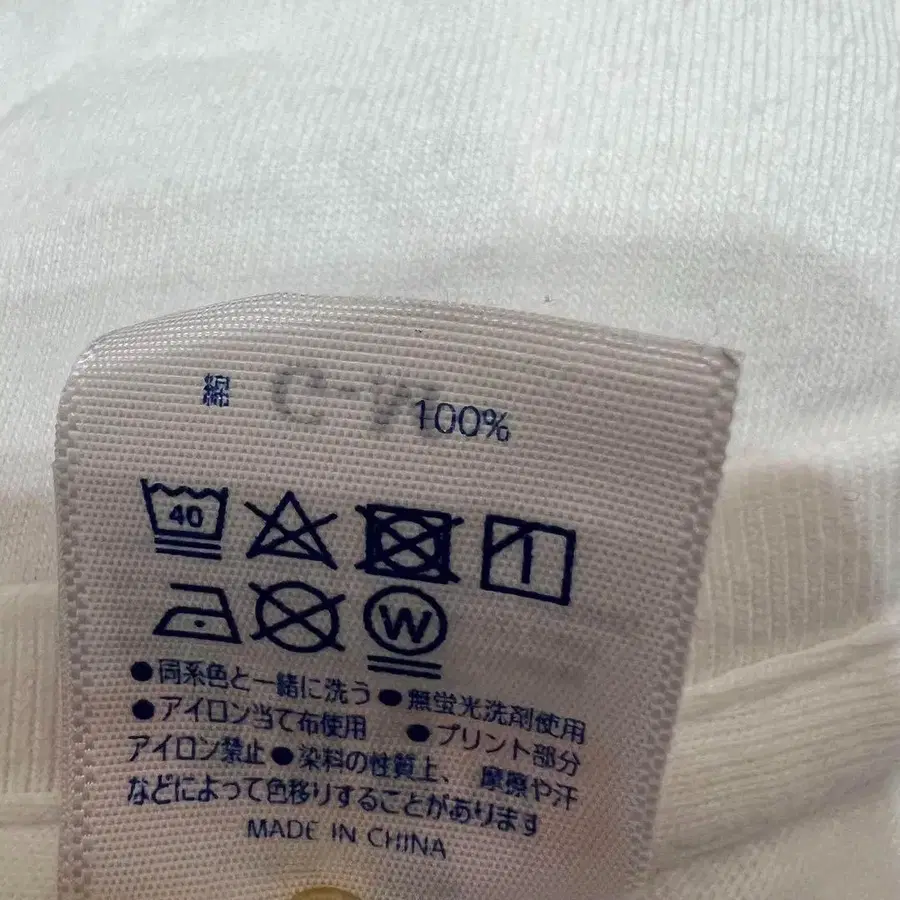 綿 100%
40
W
●同系色と一緒に洗う ●無蛍光洗剤使用
●アイロン当て布使用 ●プリント部分
アイロン禁止 ●染料の性質上、摩擦や汗
などによって色移りすることがあります
MADE IN CHINA